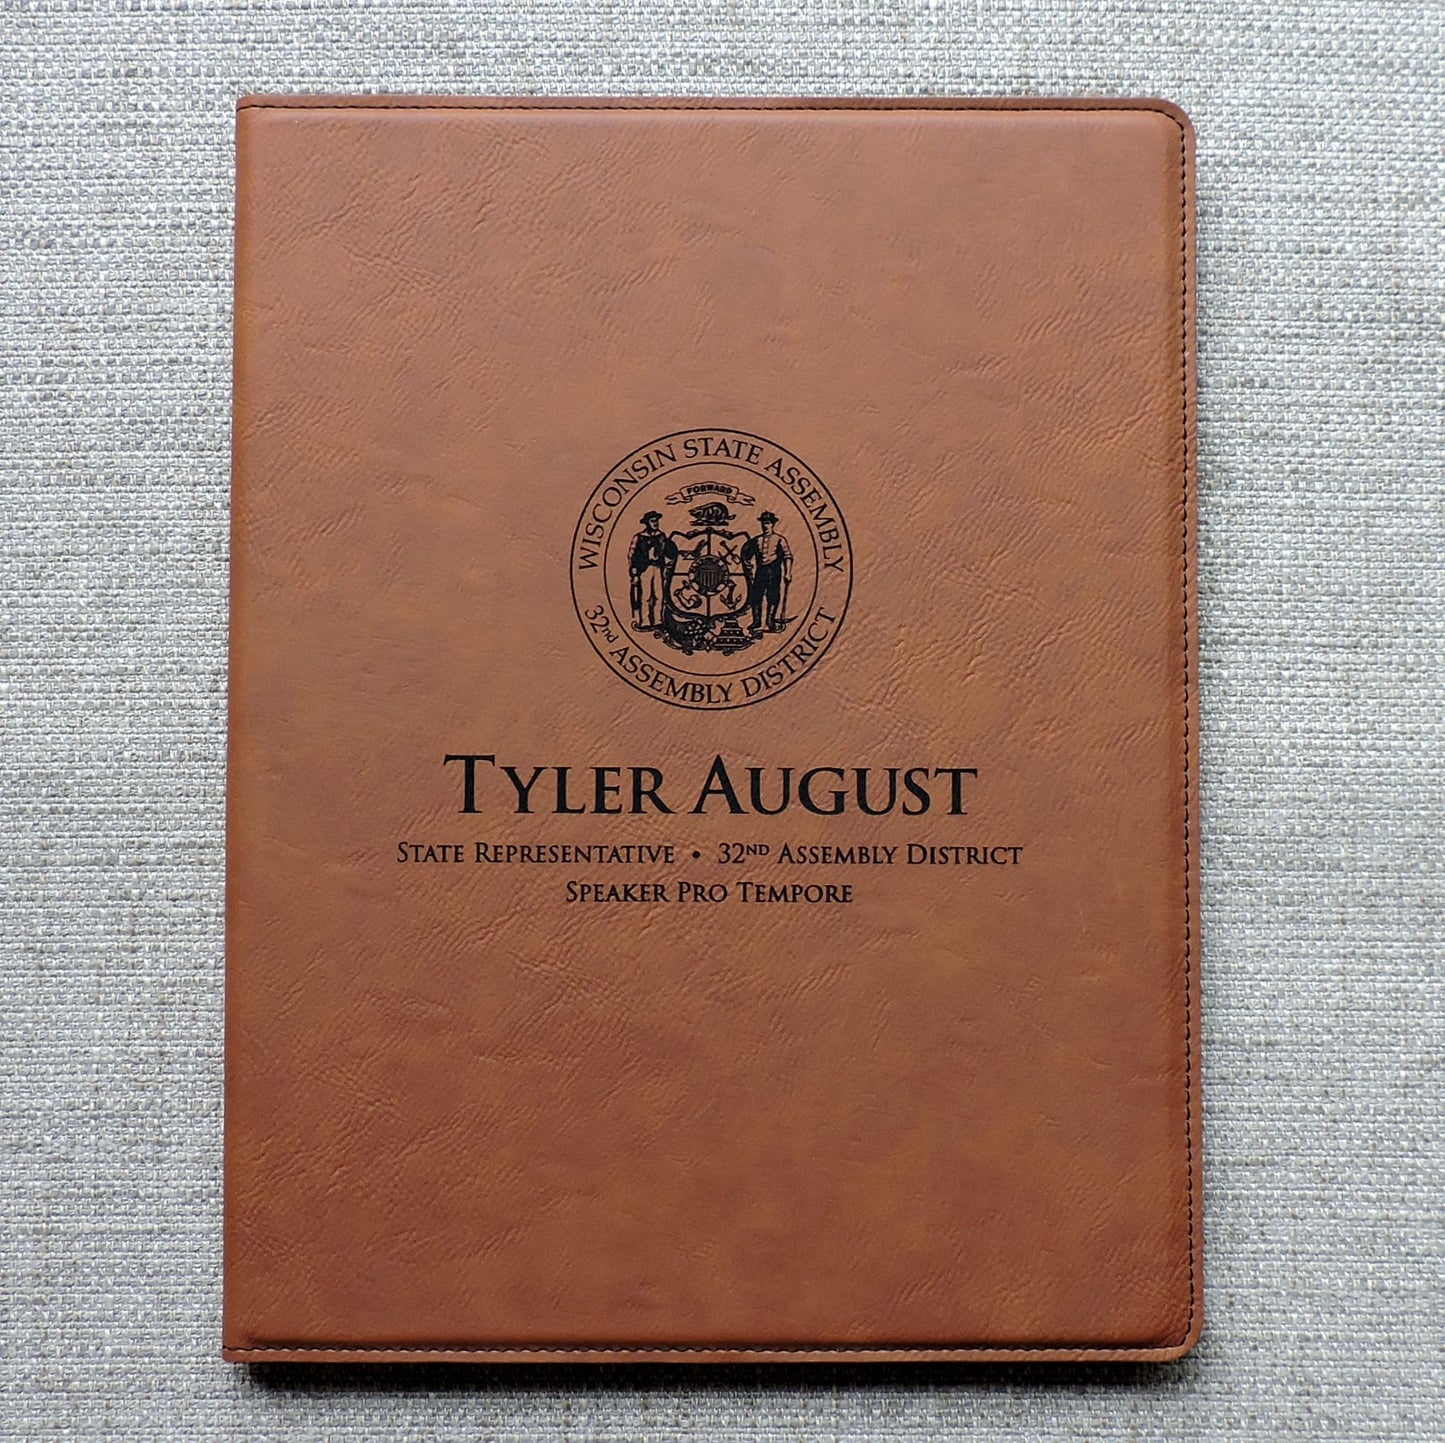 WISCONSIN STATE ASSEMBLY
FORWARD
32nd ASSEMBLY DISTRICT
TYLER AUGUST
STATE REPRESENTATIVE • 32ND ASSEMBLY DISTRICT
SPEAKER PRO TEMPORE